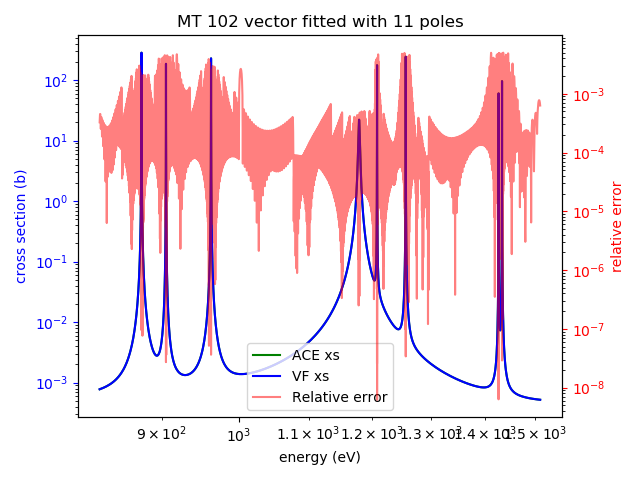 MT 102 vector fitted with 11 poles
cross section (b)
10²
10¹
10⁰
10⁻¹
10⁻²
10⁻³
10⁻³
10⁻⁴
10⁻⁵
10⁻⁶
10⁻⁷
10⁻⁸
relative error
ACE xs
VF xs
Relative error
9 × 10² 10³ 1.1 × 10³ 1.2 × 10³ 1.3 × 10³ 1.4 × 10³ 1.5 × 10³
energy (eV)